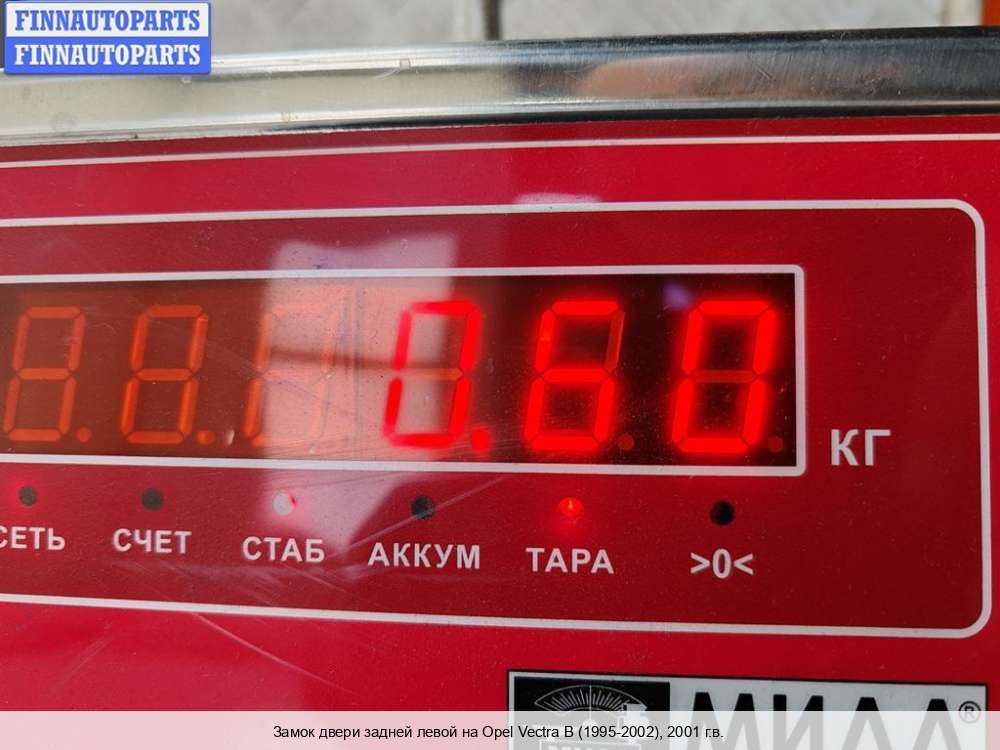 FINNAUTOPARTS
FINNAUTOPARTS
0.60
КГ
СЕТЬ СЧЕТ СТАБ АККУМ ТАРА >0<
®
Замок двери задней левой на Opel Vectra B (1995-2002), 2001 г.в.